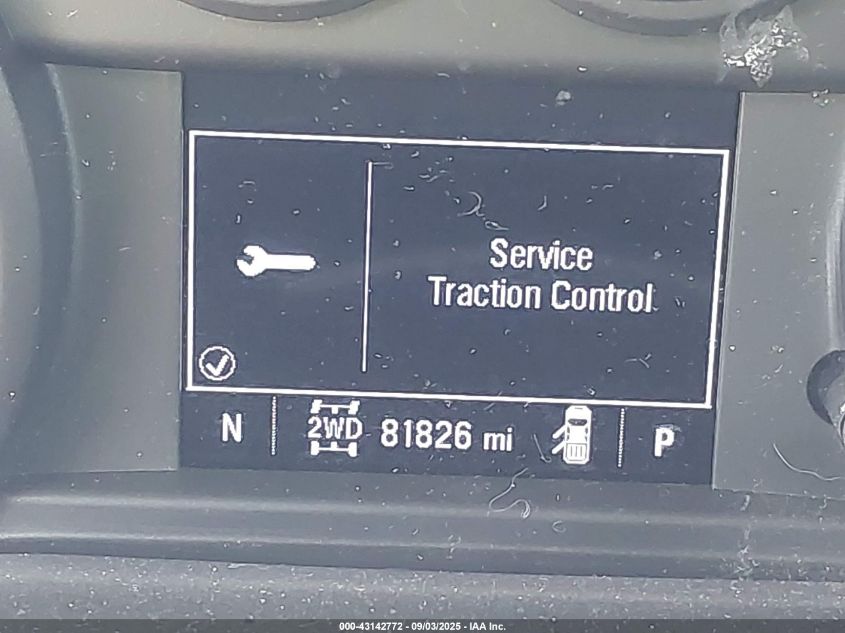 Service
Traction Control
N 2WD 81826 mi P
000-43142772 - 09/03/2025 - IAA Inc.